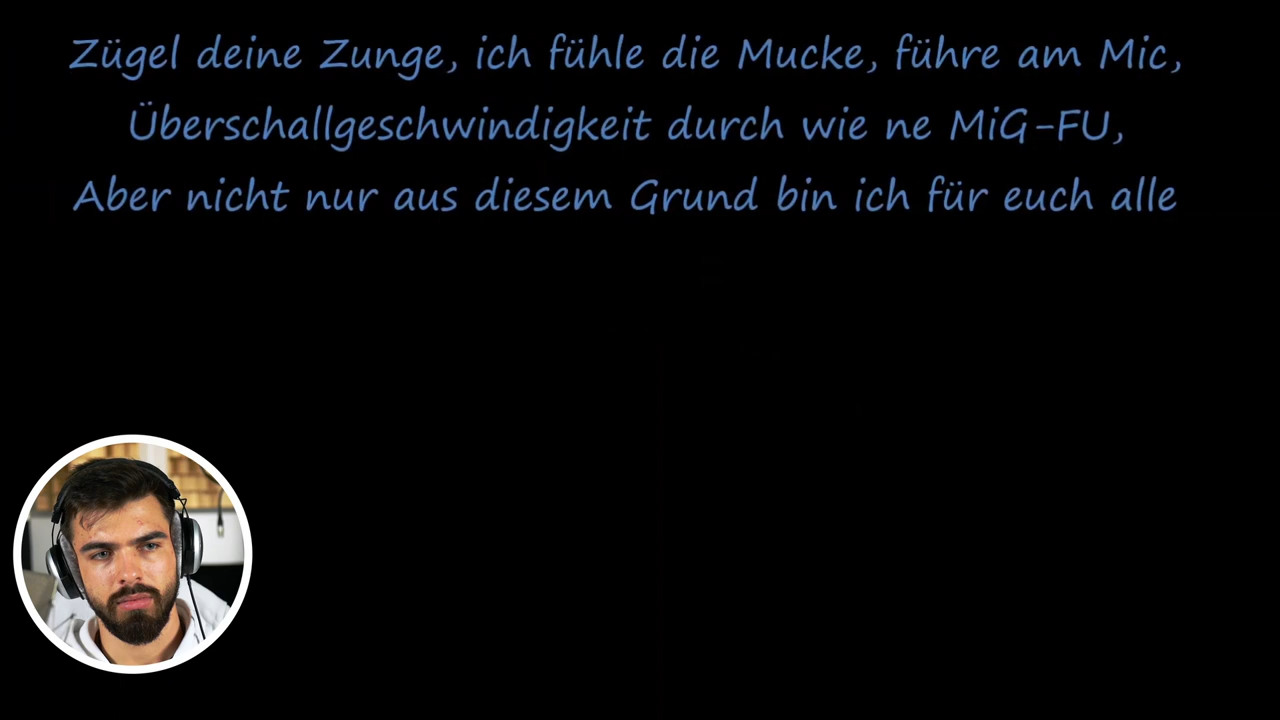 Zügel deine Zunge, ich fühle die Mucke, führe am Mic,
Überschallgeschwindigkeit durch wie ne MiG-FU,
Aber nicht nur aus diesem Grund bin ich für euch alle